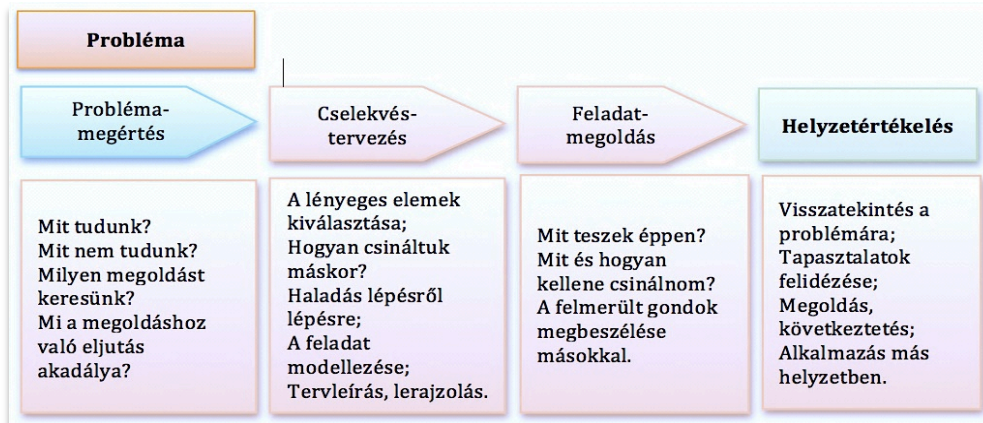 Probléma
Probléma-
megértés
Cselekvés-
tervezés
Feladat-
megoldás
Helyzetértékelés
Mit tudunk?
Mit nem tudunk?
Milyen megoldást
keresünk?
Mi a megoldáshoz
való eljutás
akadálya?
A lényeges elemek
kiválasztása;
Hogyan csináltuk
máskor?
Haladás lépésről
lépésre;
A feladat
modellezése;
Tervleírás, lerajzolás.
Mit teszek éppen?
Mit és hogyan
kellene csinálnom?
A felmerült gondok
megbeszélése
másokkal.
Visszatekintés a
problémára;
Tapasztalatok
felidézése;
Megoldás,
következtetés;
Alkalmazás más
helyzetben.